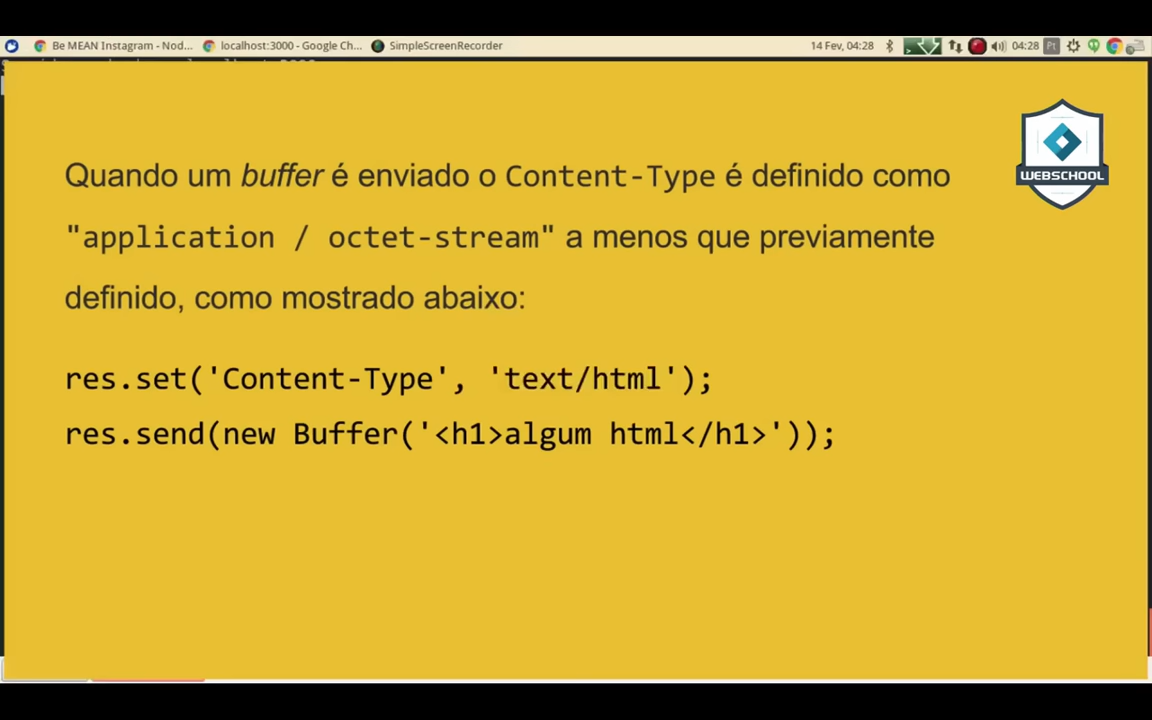 Be MEAN Instagram - Nod... localhost:3000 - Google Ch... SimpleScreenRecorder 14 Fev, 04:28 04:28 Pt
WEBSCHOOL
Quando um buffer é enviado o Content-Type é definido como
"application / octet-stream" a menos que previamente
definido, como mostrado abaixo:
res.set('Content-Type', 'text/html');
res.send(new Buffer('<h1>algum html</h1>'));